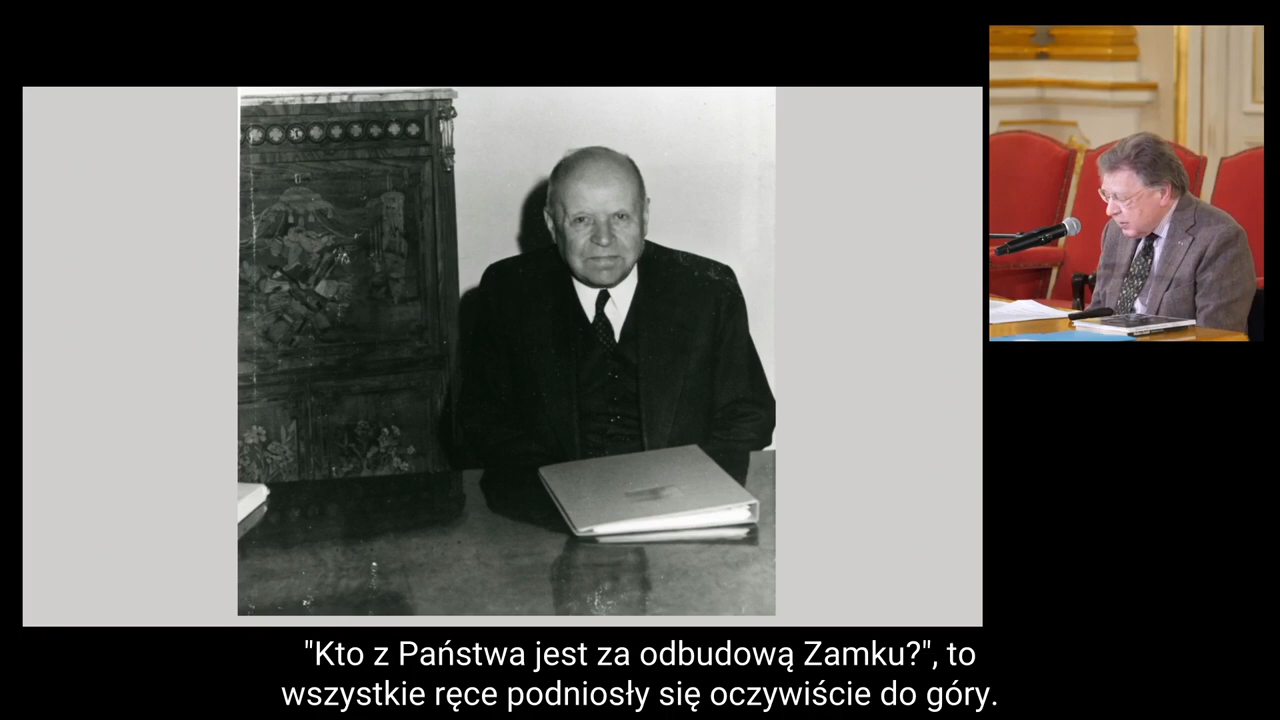 "Kto z Państwa jest za odbudową Zamku?", to
wszystkie ręce podniosły się oczywiście do góry.